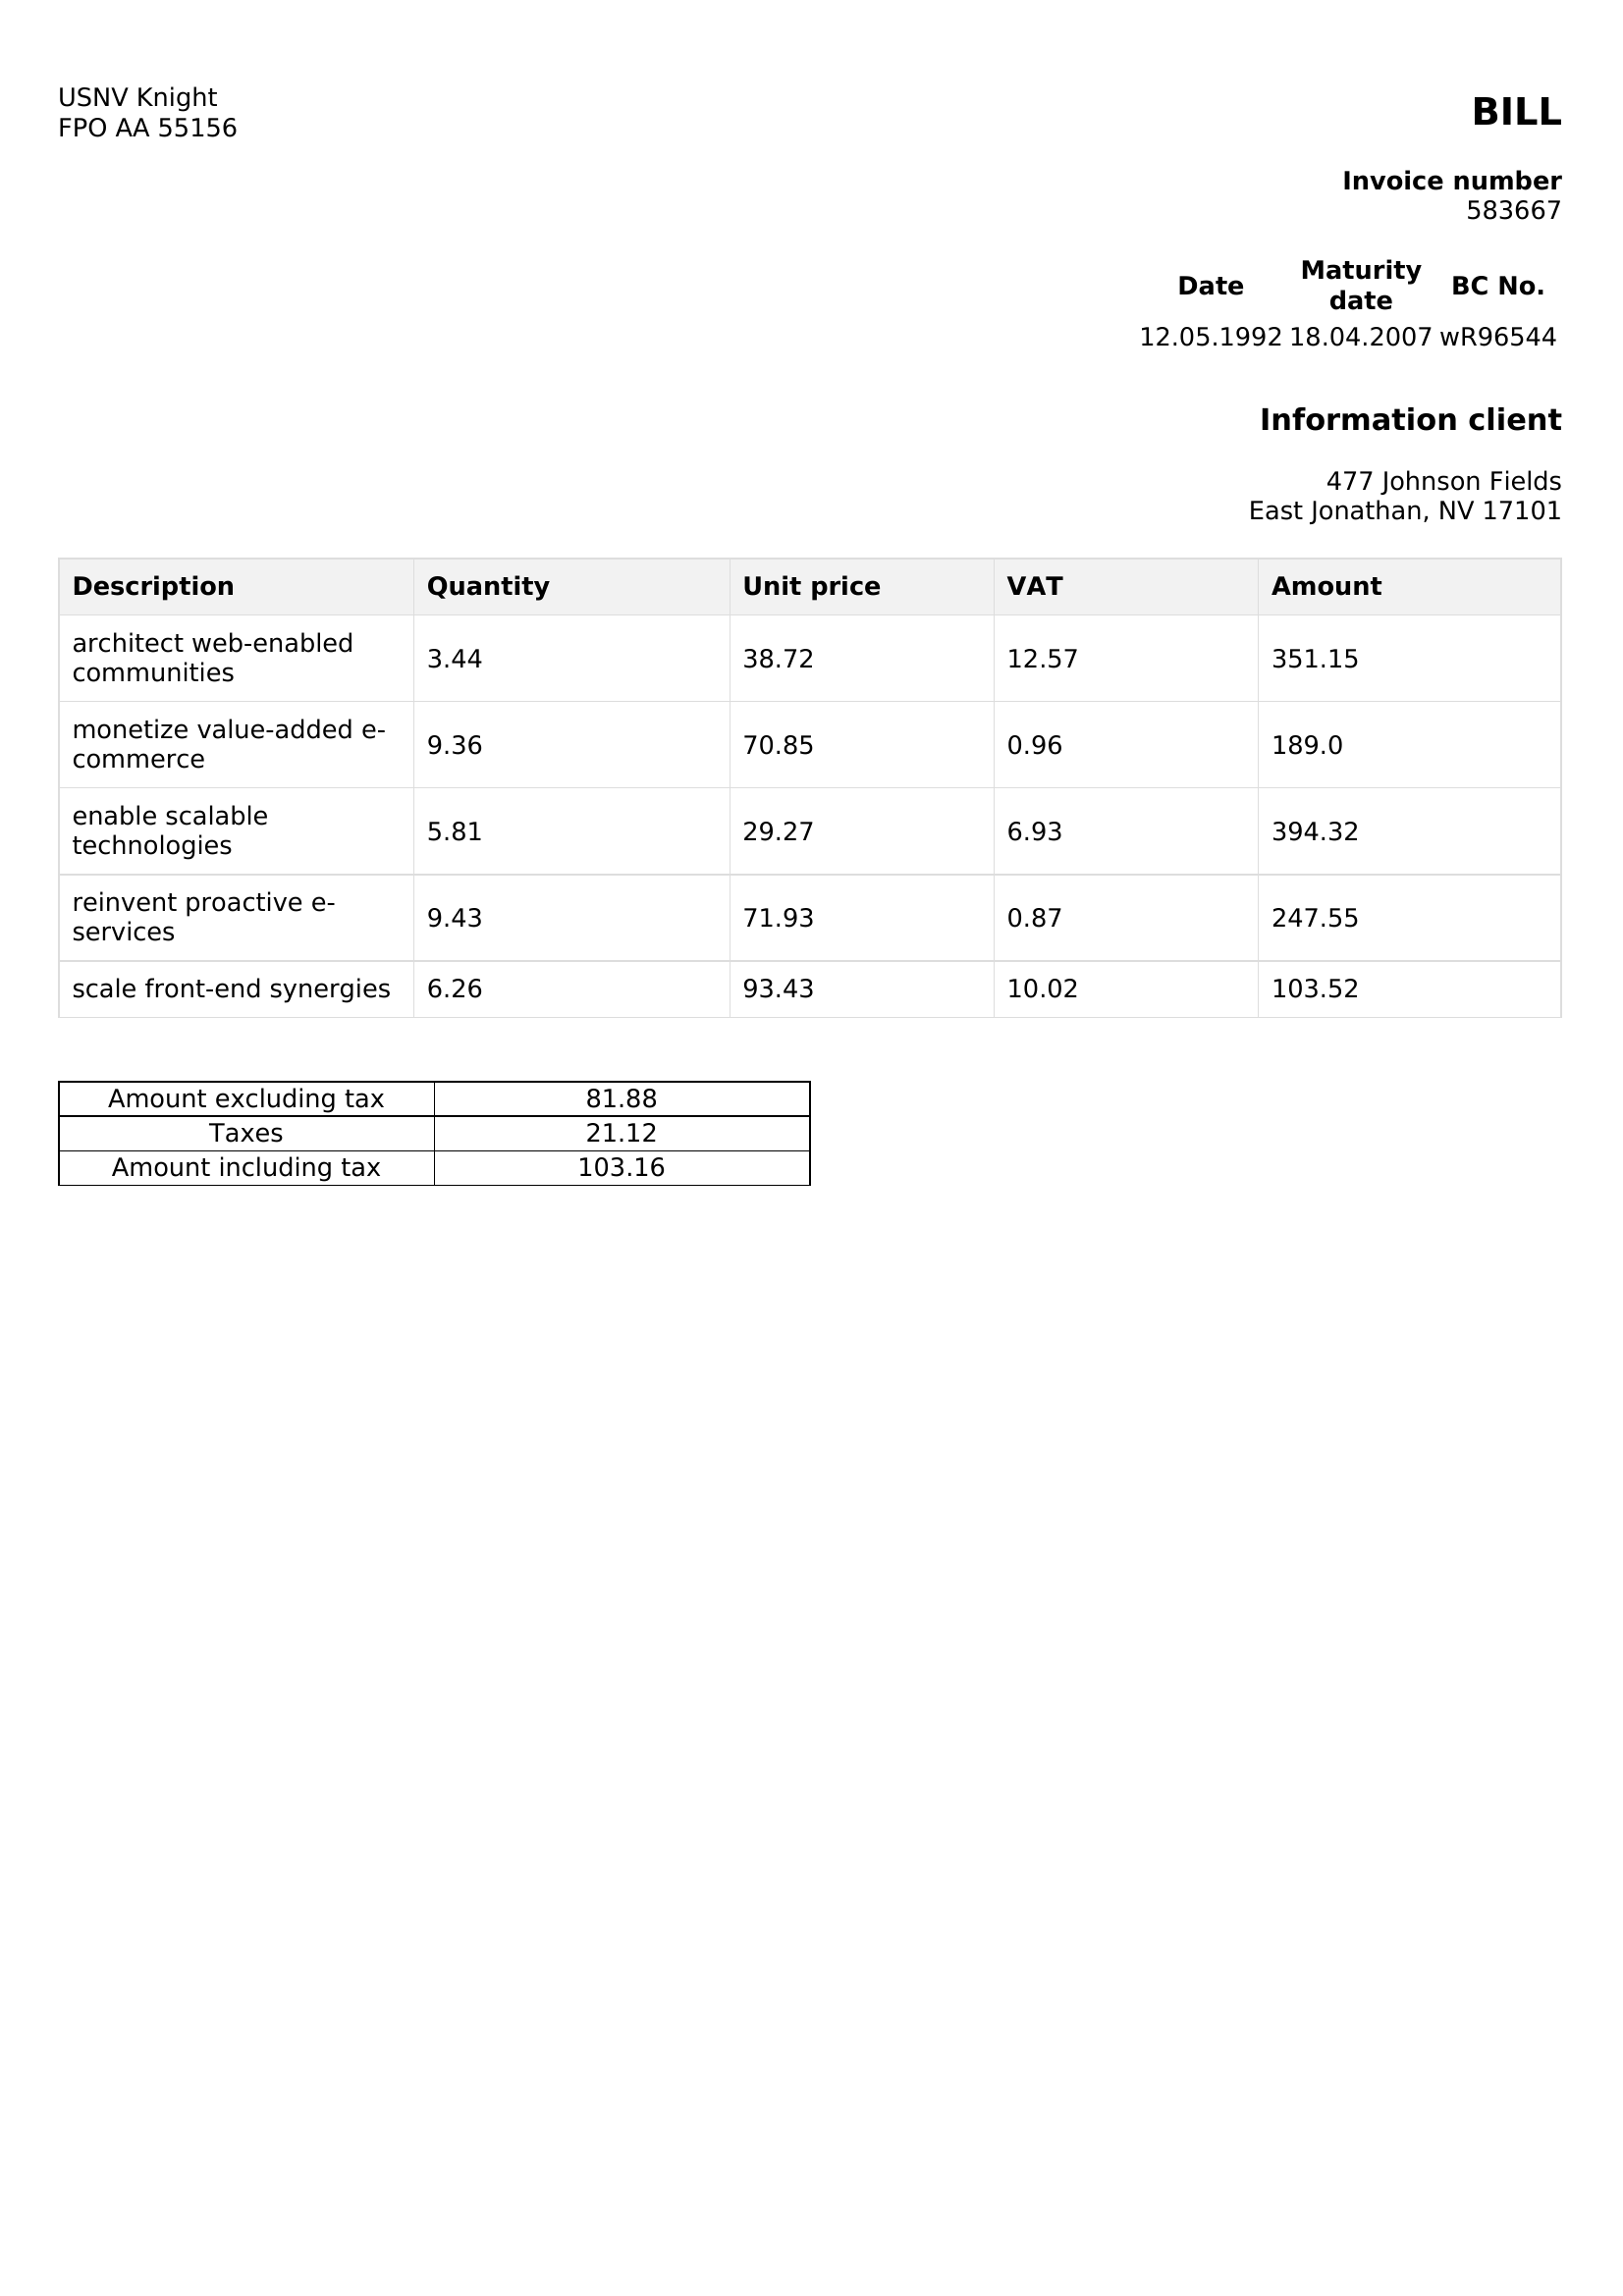 USNV Knight
FPO AA 55156
BILL
Invoice number
583667
Date Maturity date BC No.
12.05.1992 18.04.2007 wR96544
Information client
477 Johnson Fields
East Jonathan, NV 17101
Description Quantity Unit price VAT Amount
architect web-enabled
communities 3.44 38.72 12.57 351.15
monetize value-added e-
commerce 9.36 70.85 0.96 189.0
enable scalable
technologies 5.81 29.27 6.93 394.32
reinvent proactive e-
services 9.43 71.93 0.87 247.55
scale front-end synergies 6.26 93.43 10.02 103.52
Amount excluding tax 81.88
Taxes 21.12
Amount including tax 103.16